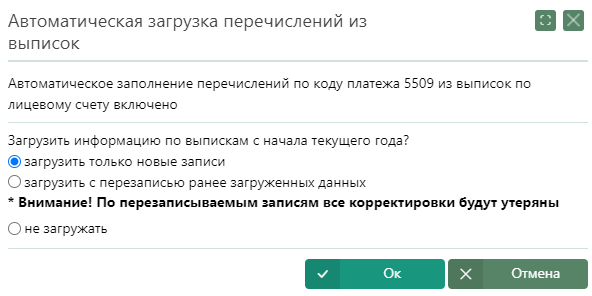 Автоматическая загрузка перечислений из
выписок
Автоматическое заполнение перечислений по коду платежа 5509 из выписок по
лицевому счету включено
Загрузить информацию по выпискам с начала текущего года?
загрузить только новые записи
загрузить с перезаписью ранее загруженных данных
* Внимание! По перезаписываемым записям все корректировки будут утеряны
не загружать
Ок
Отмена